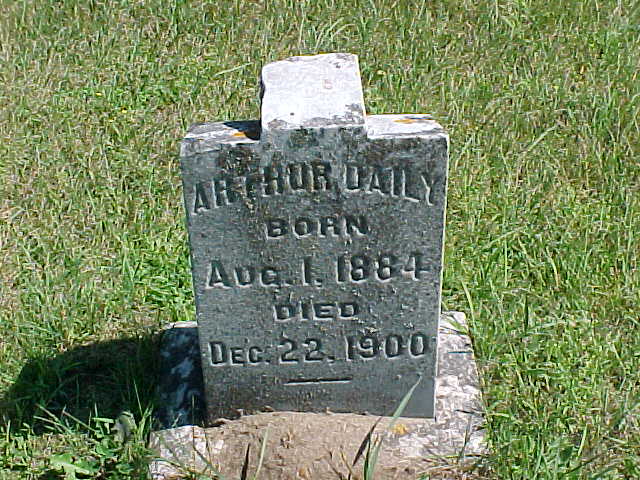 ARTHUR DAILY
BORN
AUG. 1, 1884
DIED
DEC. 22, 1900